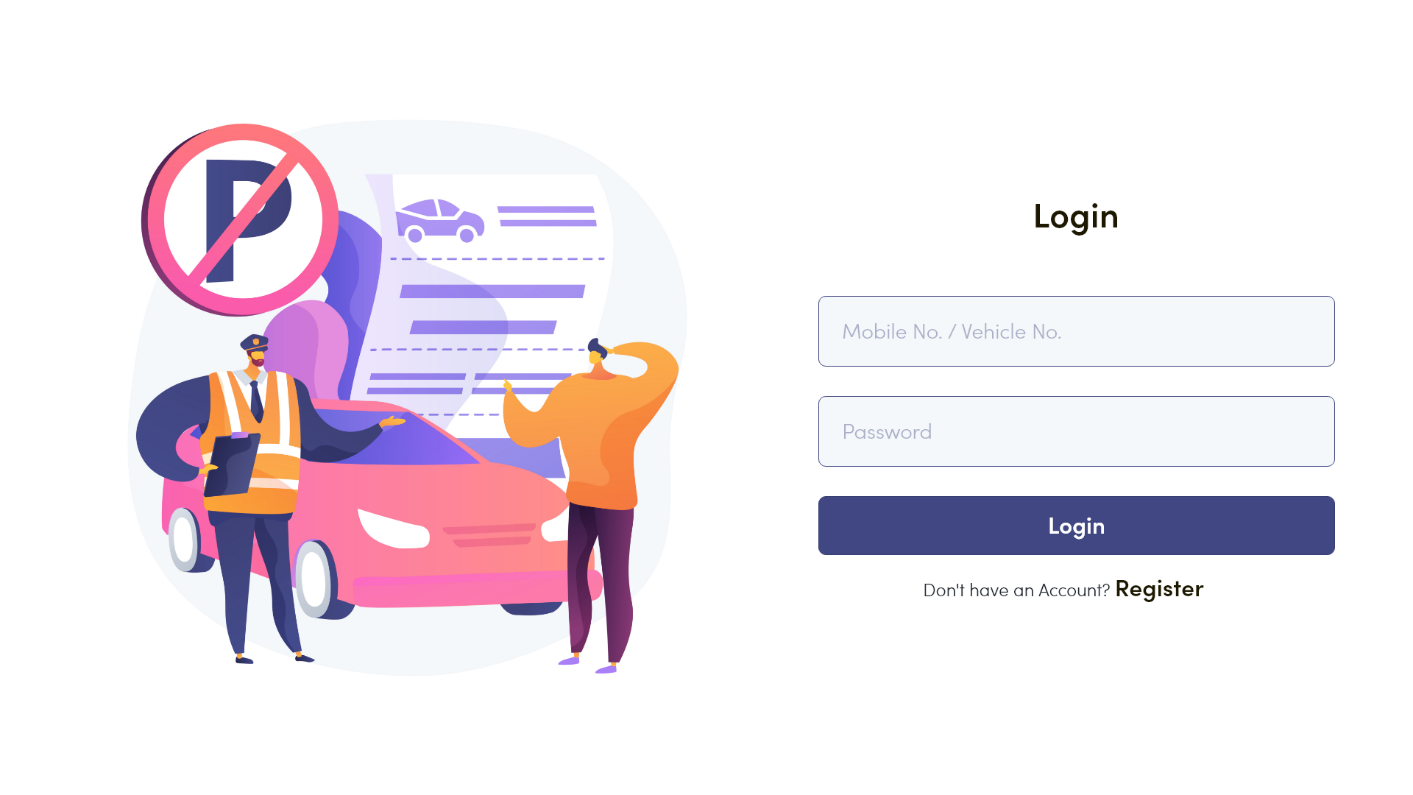 P
Login
Mobile No. / Vehicle No.
Password
Login
Don't have an Account? Register